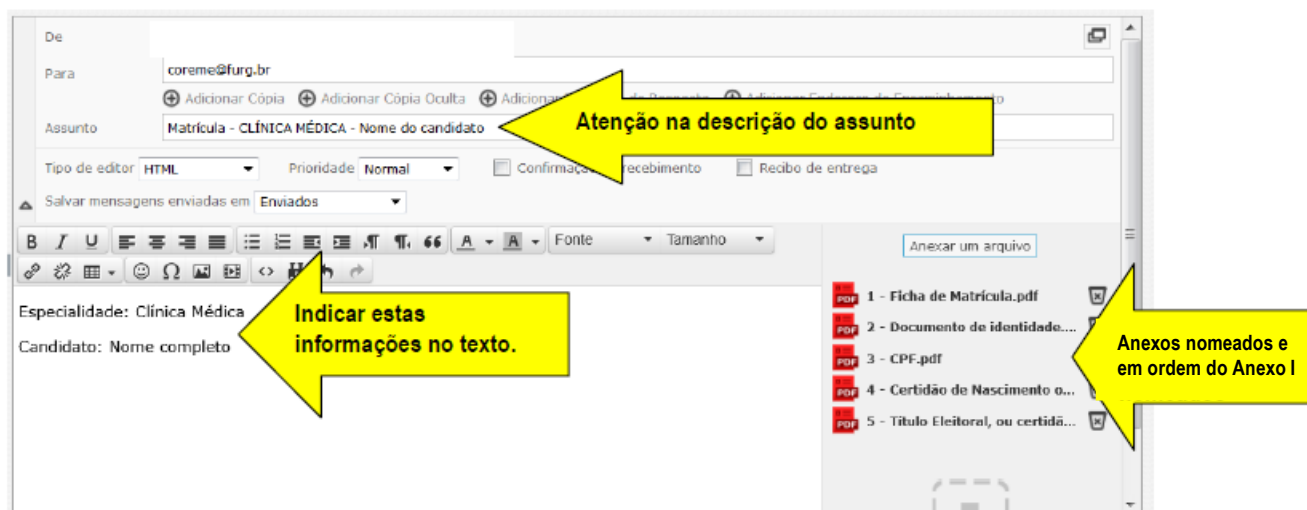 De
Para coreme@furg.br
Adicionar Cópia Adicionar Cópia Oculta
Assunto Matrícula - CLÍNICA MÉDICA - Nome do candidato
Atenção na descrição do assunto
Tipo de editor HTML Prioridade Normal recebimento Recibo de entrega
Salvar mensagens enviadas em Enviados
B I U A A Fonte Tamanho
Anexar um arquivo
Especialidade: Clínica Médica
Candidato: Nome completo
Indicar estas
informações no texto.
1 - Ficha de Matrícula.pdf
2 - Documento de identidade....
3 - CPF.pdf
4 - Certidão de Nascimento o...
5 - Título Eleitoral, ou certidã...
Anexos nomeados e
em ordem do Anexo I